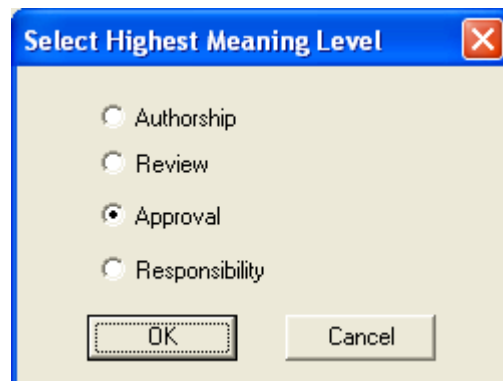 Select Highest Meaning Level
Authorship
Review
Approval
Responsibility
OK Cancel